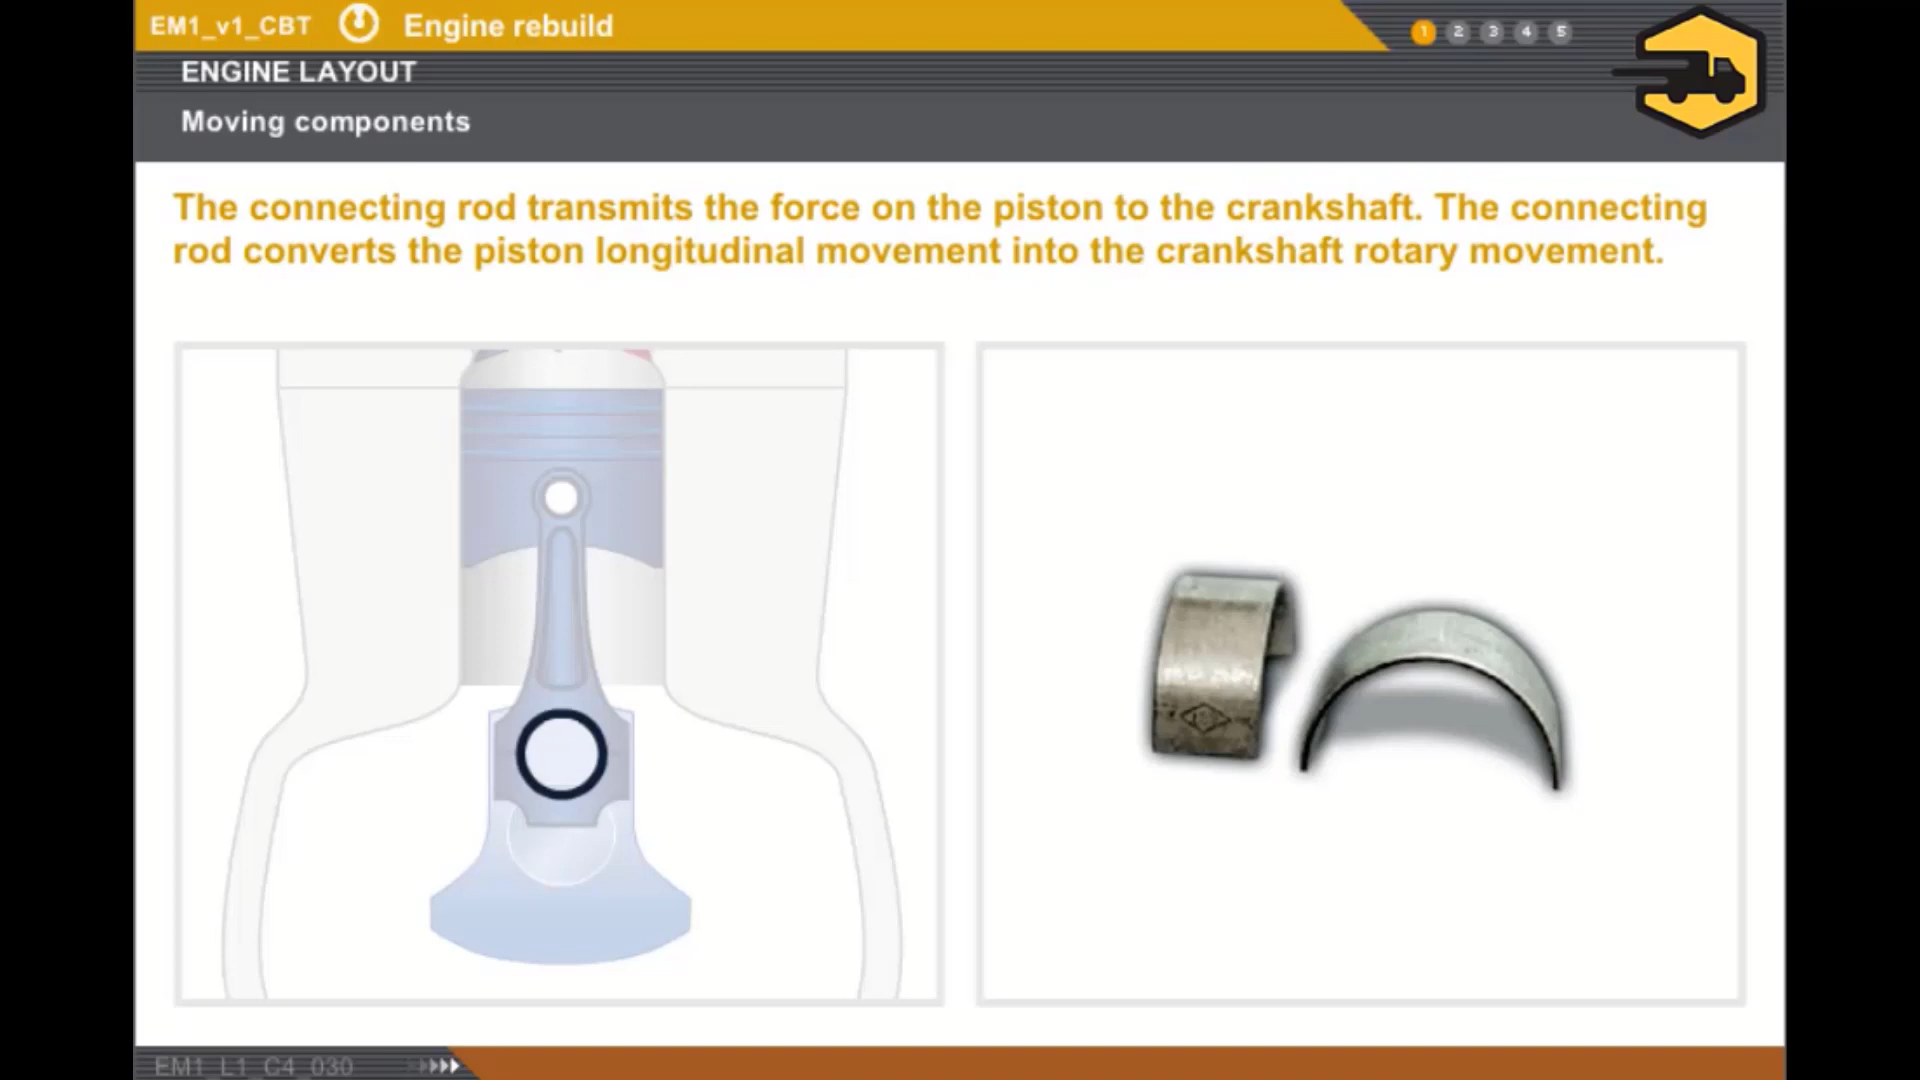 EM1_v1_CBT Engine rebuild
1 2 3 4 5
ENGINE LAYOUT
Moving components
The connecting rod transmits the force on the piston to the crankshaft. The connecting
rod converts the piston longitudinal movement into the crankshaft rotary movement.
EM1_L1_C4_030